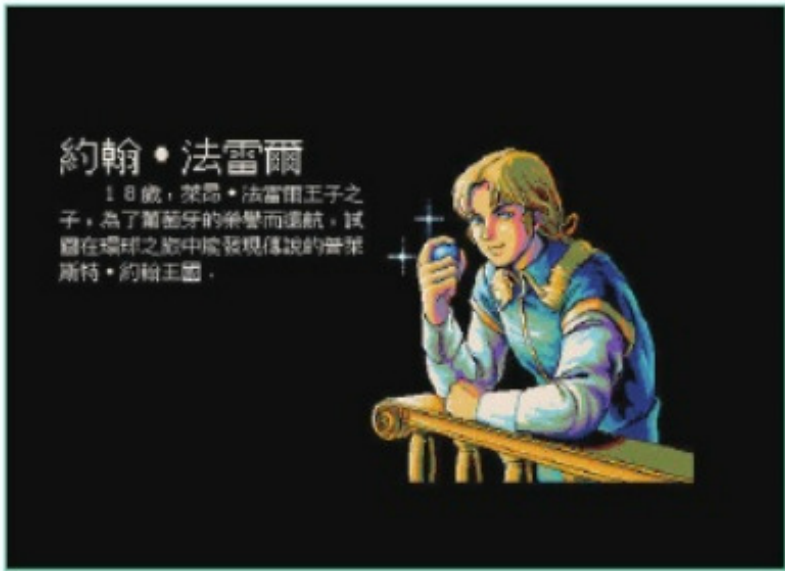 約翰•法雷爾
18歲，萊昂•法雷爾王子之
子，為了葡萄牙的榮譽而遠航，試
圖在環球之旅中能發現傳說的普萊
斯特•約翰王國．